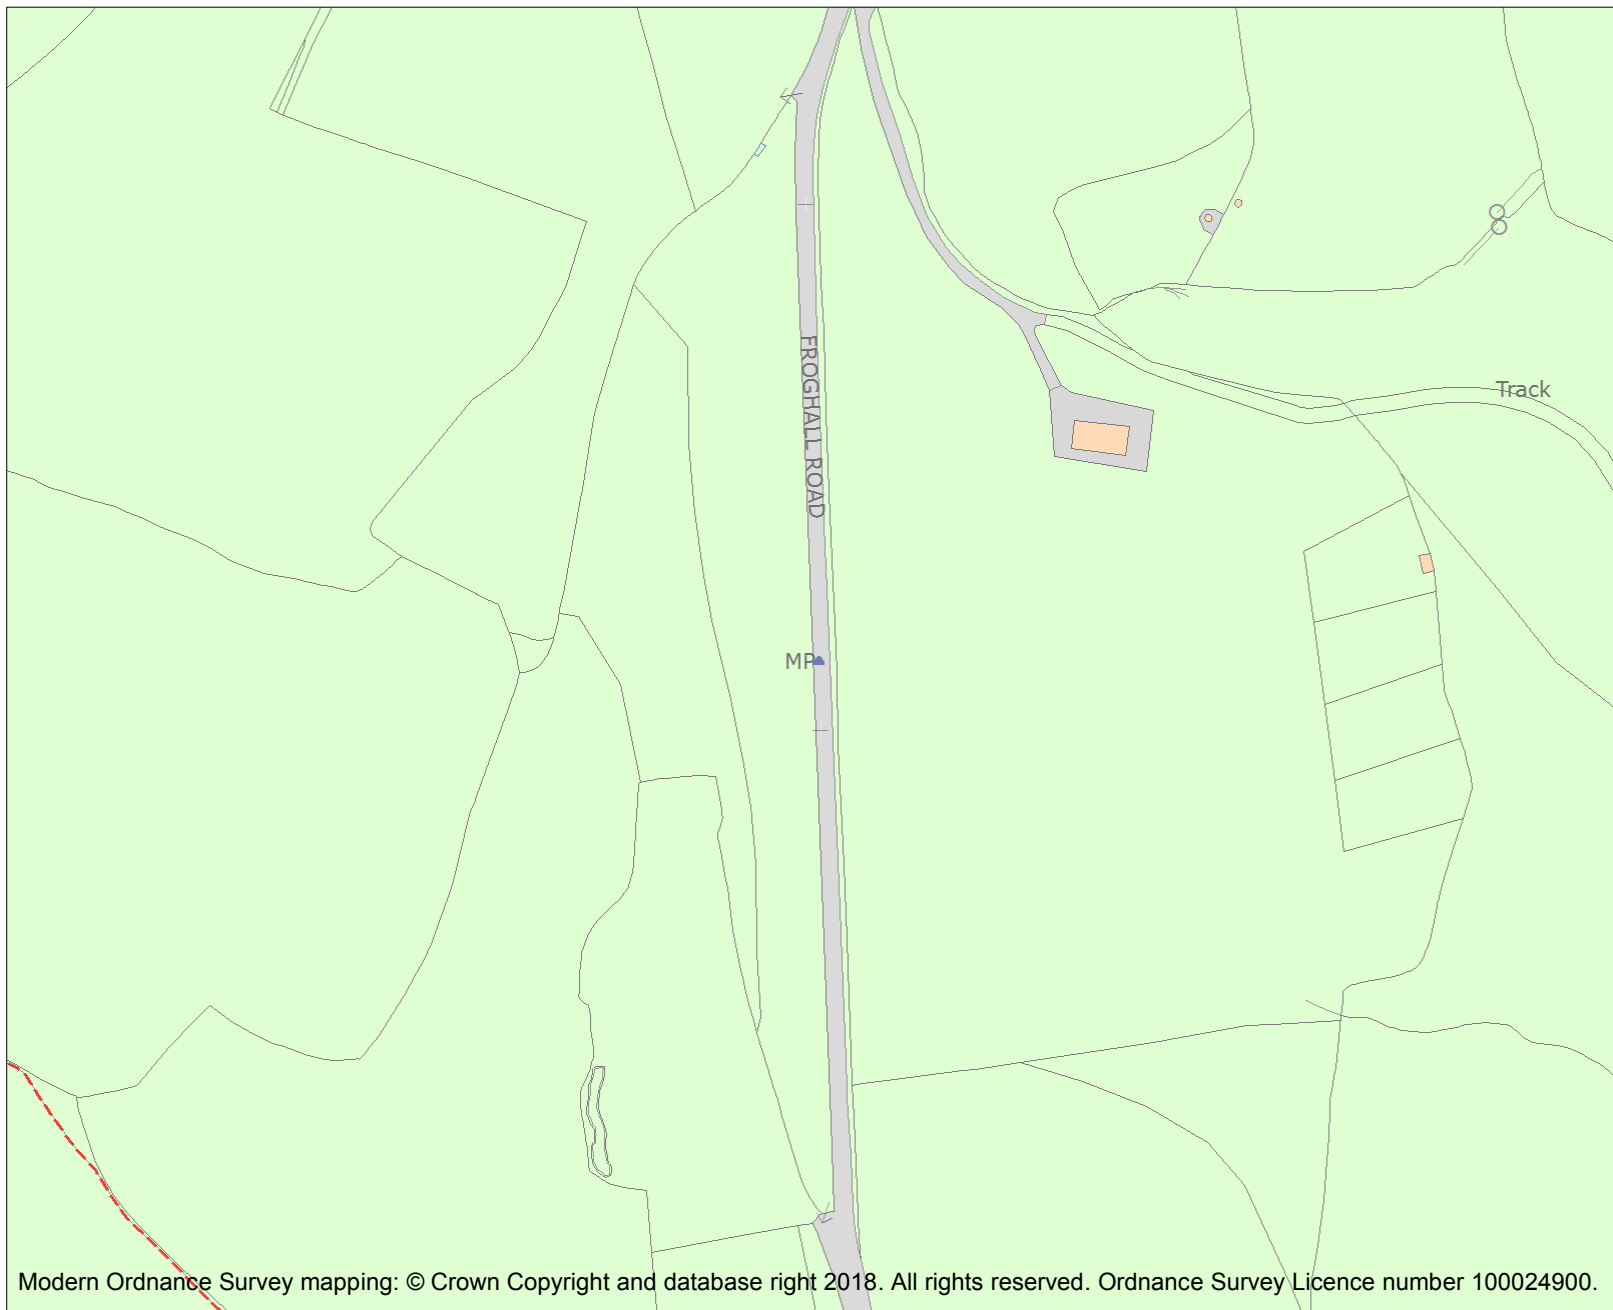 FROGHALL ROAD
Track
MP
Modern Ordnance Survey mapping: © Crown Copyright and database right 2018. All rights reserved. Ordnance Survey Licence number 100024900.